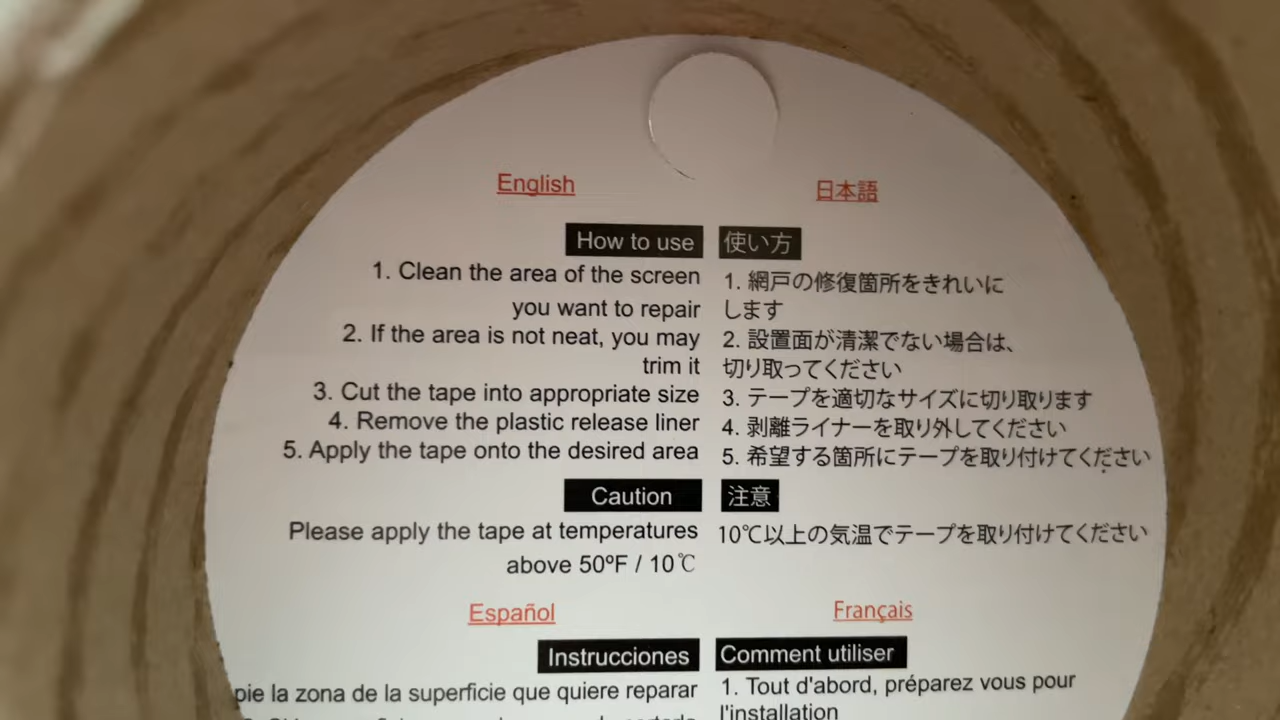 English
How to use
1. Clean the area of the screen
you want to repair
2. If the area is not neat, you may
trim it
3. Cut the tape into appropriate size
4. Remove the plastic release liner
5. Apply the tape onto the desired area
Caution
Please apply the tape at temperatures
above 50ºF / 10℃
日本語
使い方
1. 網戸の修復箇所をきれいに
します
2. 設置面が清潔でない場合は、
切り取ってください
3. テープを適切なサイズに切り取ります
4. 剥離ライナーを取り外してください
5. 希望する箇所にテープを取り付けてください
注意
10℃以上の気温でテープを取り付けてください
Español
Instrucciones
pie la zona de la superficie que quiere reparar
Français
Comment utiliser
1. Tout d'abord, préparez vous pour
l'installation